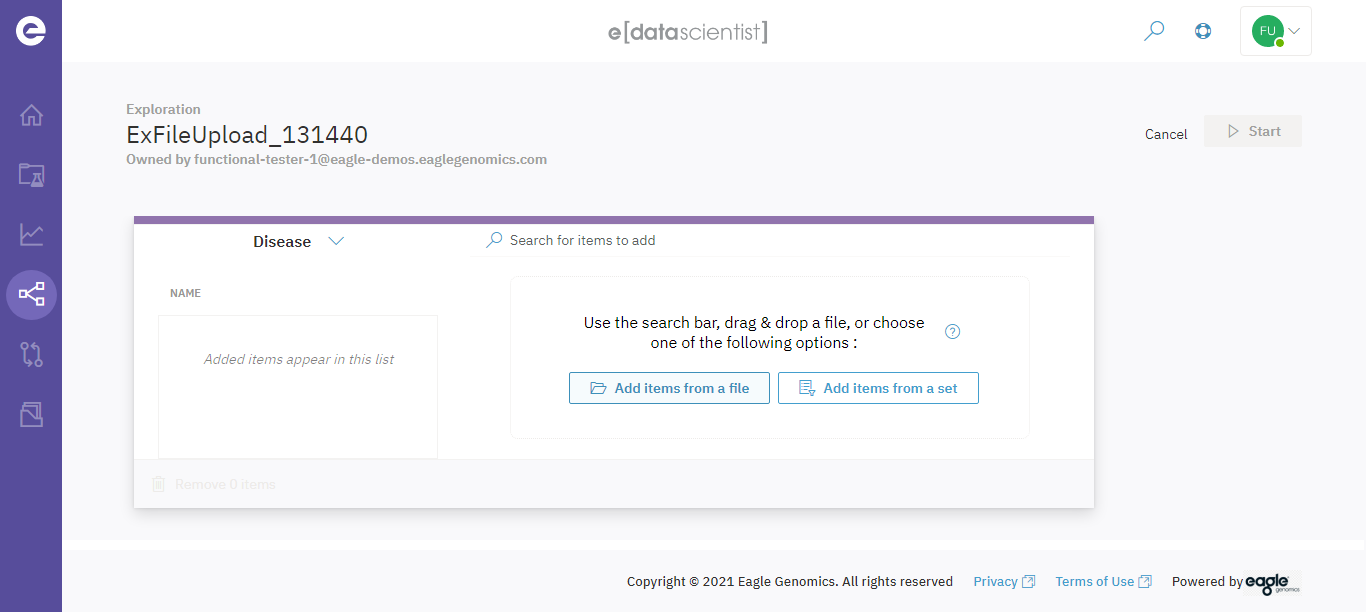 e[datascientist]
FU
Exploration
ExFileUpload_131440
Owned by functional-tester-1@eagle-demos.eaglegenomics.com
Cancel
Start
Disease
Search for items to add
NAME
Added items appear in this list
Use the search bar, drag & drop a file, or choose
one of the following options :
?
Add items from a file
Add items from a set
Remove 0 items
Copyright © 2021 Eagle Genomics. All rights reserved
Privacy
Terms of Use
Powered by eagle genomics